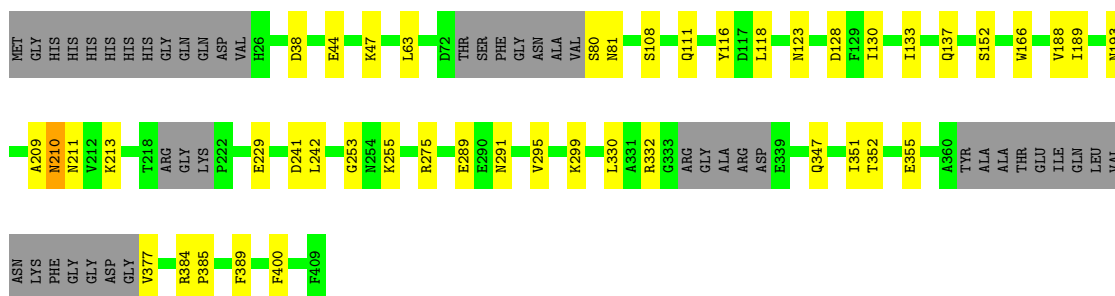 MET GLY HIS HIS HIS HIS HIS HIS GLY GLN GLN ASP VAL H26 D38 E44 K47 L63 D72 THR SER PHE GLY ASN ALA VAL S80 N81 S108 Q111 Y116 D117 L118 N123 D128 F129 I130 I133 Q137 S152 W166 V188 I189
A209 N210 N211 V212 K213 T218 ARG GLY LYS P222 E229 D241 L242 G253 N254 K255 R275 E289 E290 N291 V295 K299 L330 A331 R332 G333 ARG GLY ALA ARG ASP E339 Q347 I351 T352 E355 A360 TYR ALA ALA THR GLU ILE GLN LEU VAL
ASN LYS PHE GLY GLY ASP GLY V377 R384 P385 F389 F400 F409